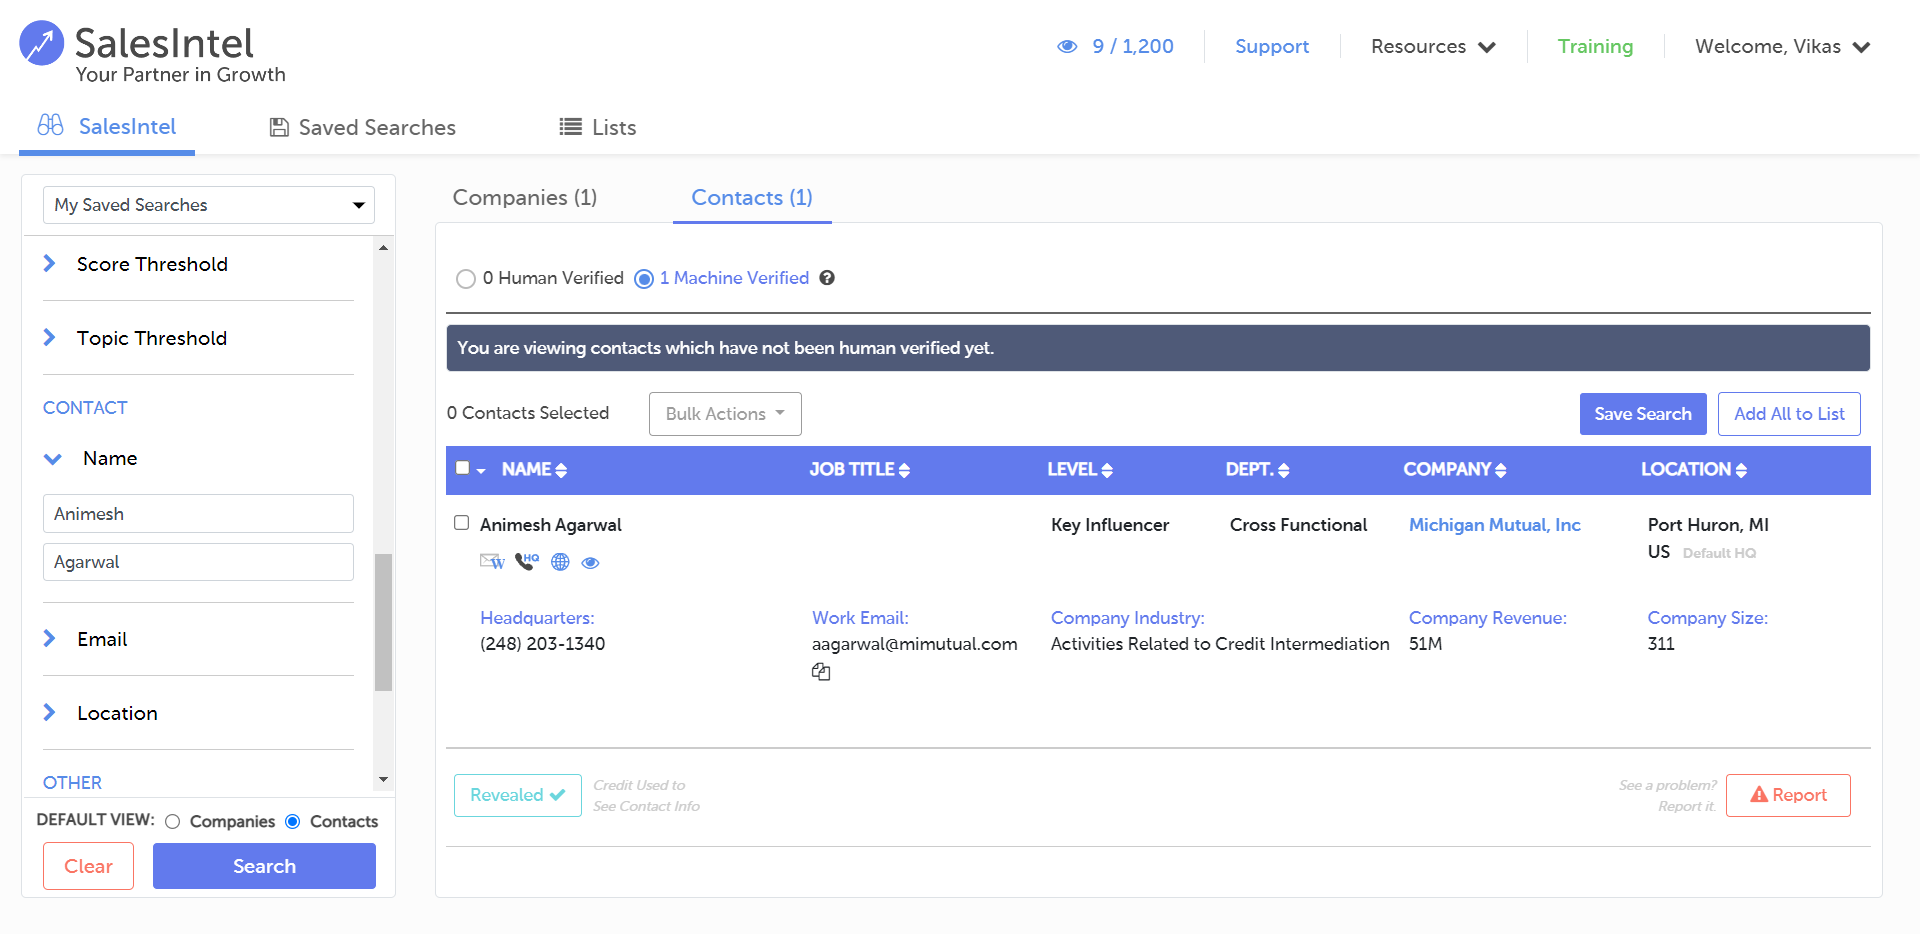 SalesIntel
Your Partner in Growth
9 / 1,200
Support
Resources
Training
Welcome, Vikas
SalesIntel
Saved Searches
Lists
My Saved Searches
Score Threshold
Topic Threshold
CONTACT
Name
Animesh
Agarwal
Email
Location
OTHER
DEFAULT VIEW: Companies Contacts
Clear
Search
Companies (1)
Contacts (1)
0 Human Verified 1 Machine Verified ?
You are viewing contacts which have not been human verified yet.
0 Contacts Selected
Bulk Actions
Save Search
Add All to List
NAME JOB TITLE LEVEL DEPT. COMPANY LOCATION
Animesh Agarwal Key Influencer Cross Functional Michigan Mutual, Inc Port Huron, MI
US Default HQ
W HQ
Headquarters: Work Email: Company Industry: Company Revenue: Company Size:
(248) 203-1340 aagarwal@mimutual.com Activities Related to Credit Intermediation 51M 311
Revealed
Credit Used to
See Contact Info
See a problem?
Report it.
Report